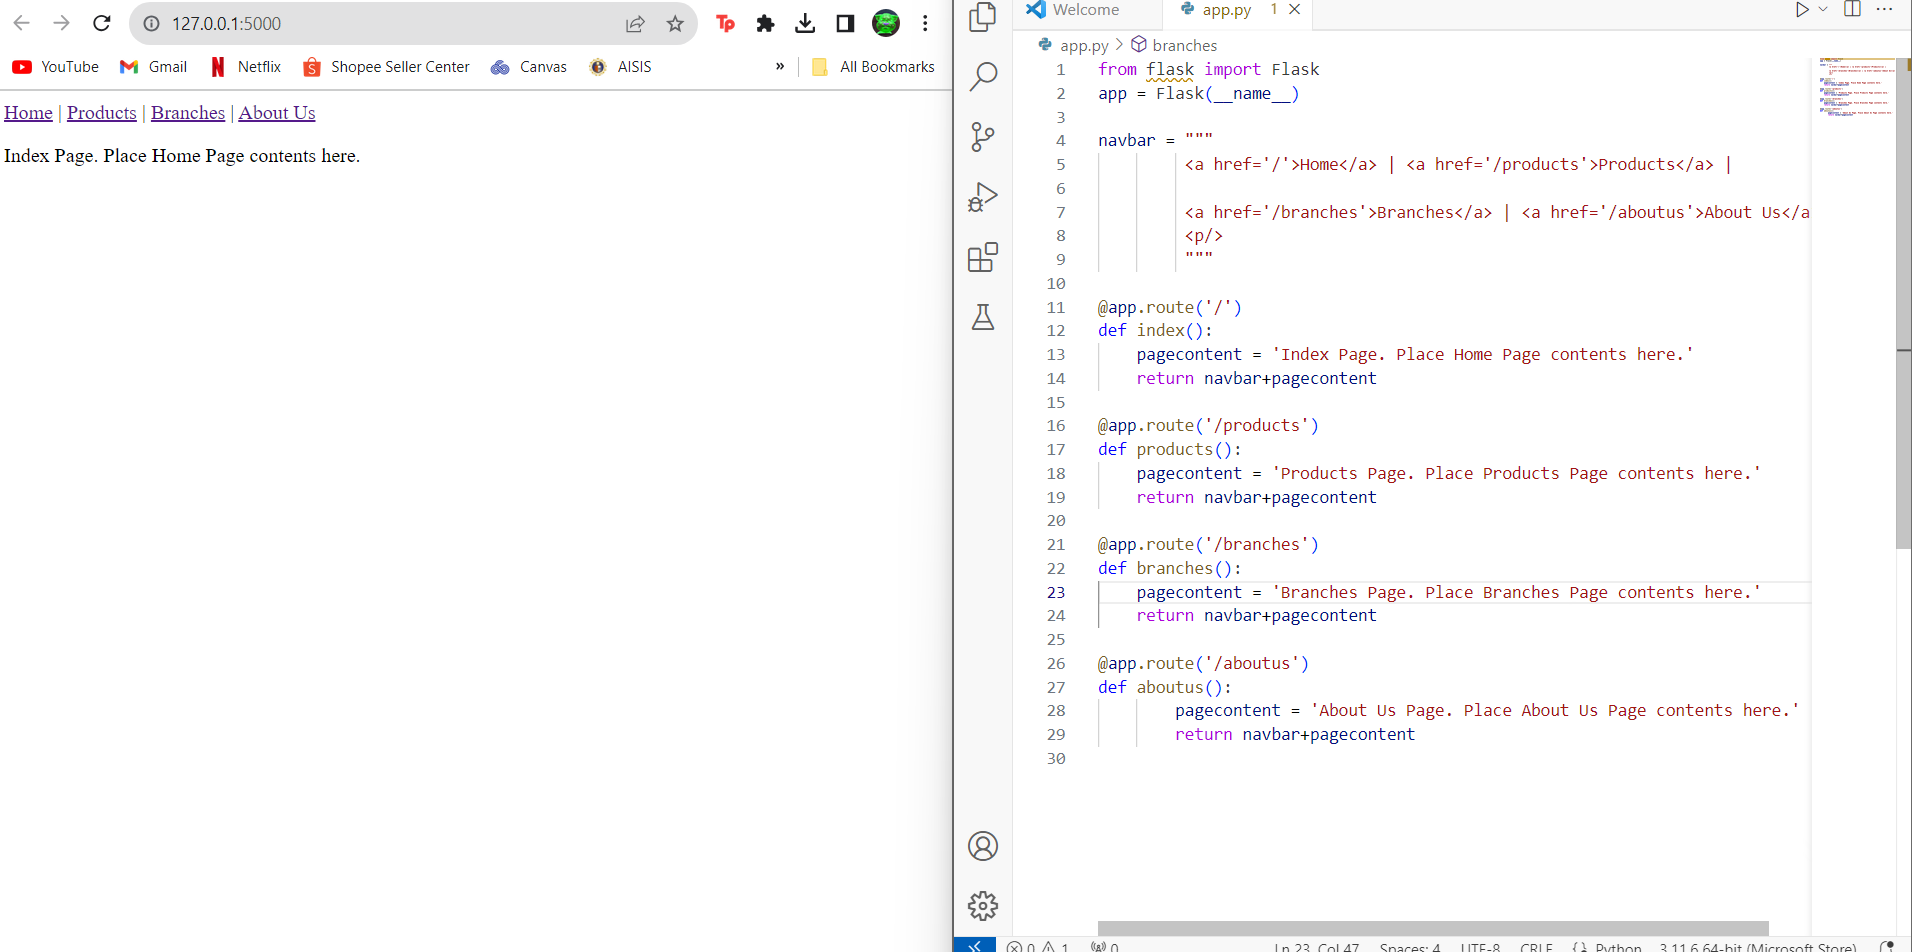 127.0.0.1:5000
YouTube Gmail Netflix Shopee Seller Center Canvas AISIS » All Bookmarks
Home | Products | Branches | About Us
Index Page. Place Home Page contents here.
Welcome app.py 1
app.py > branches
1 from flask import Flask
2 app = Flask(__name__)
3
4 navbar = """
5 <a href='/'>Home</a> | <a href='/products'>Products</a> |
6
7 <a href='/branches'>Branches</a> | <a href='/aboutus'>About Us</a
8 <p/>
9 """
10
11 @app.route('/')
12 def index():
13 pagecontent = 'Index Page. Place Home Page contents here.'
14 return navbar+pagecontent
15
16 @app.route('/products')
17 def products():
18 pagecontent = 'Products Page. Place Products Page contents here.'
19 return navbar+pagecontent
20
21 @app.route('/branches')
22 def branches():
23 pagecontent = 'Branches Page. Place Branches Page contents here.'
24 return navbar+pagecontent
25
26 @app.route('/aboutus')
27 def aboutus():
28 pagecontent = 'About Us Page. Place About Us Page contents here.'
29 return navbar+pagecontent
30
0 1 0 Ln 23, Col 47 Spaces: 4 UTF-8 CRLF {} Python 3.11.6 64-bit (Microsoft Store)